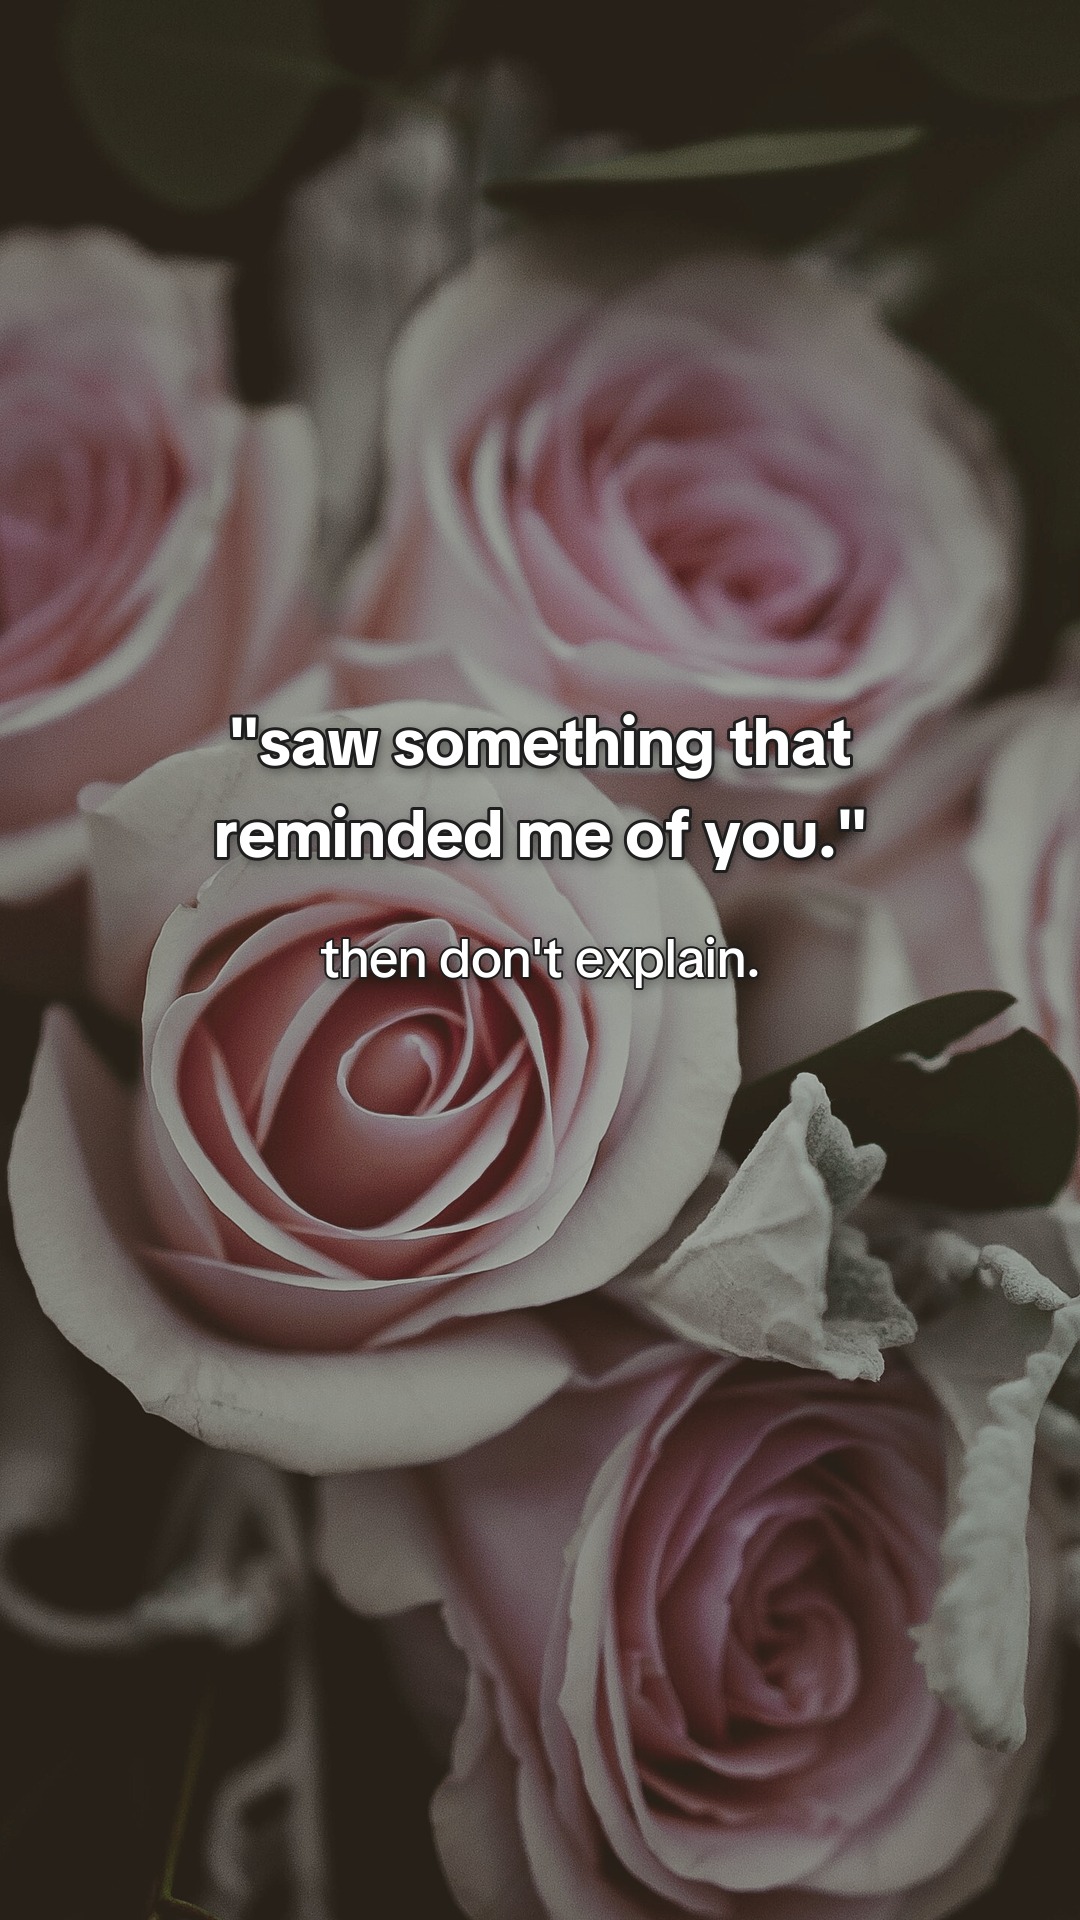 "saw something that
reminded me of you."
then don't explain.